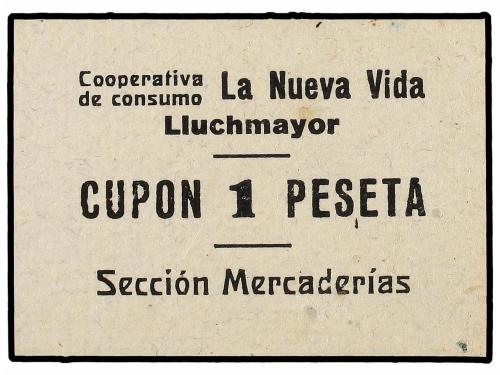 Cooperativa de consumo La Nueva Vida
Lluchmayor
CUPON 1 PESETA
Sección Mercaderías